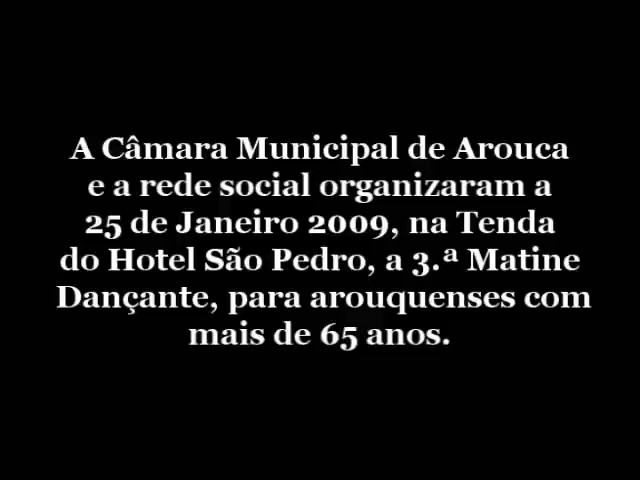 A Câmara Municipal de Arouca
e a rede social organizaram a
25 de Janeiro 2009, na Tenda
do Hotel São Pedro, a 3.ª Matine
Dançante, para arouquenses com
mais de 65 anos.